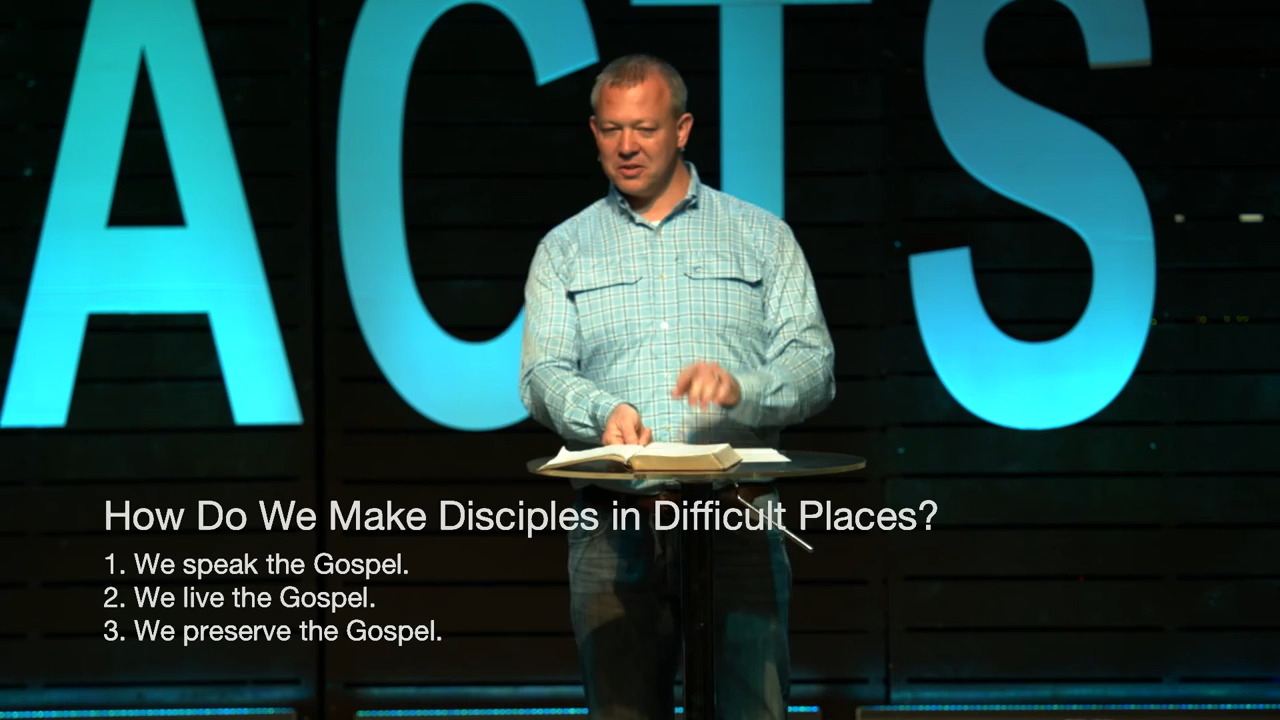 ACTS
How Do We Make Disciples in Difficult Places?
1. We speak the Gospel.
2. We live the Gospel.
3. We preserve the Gospel.